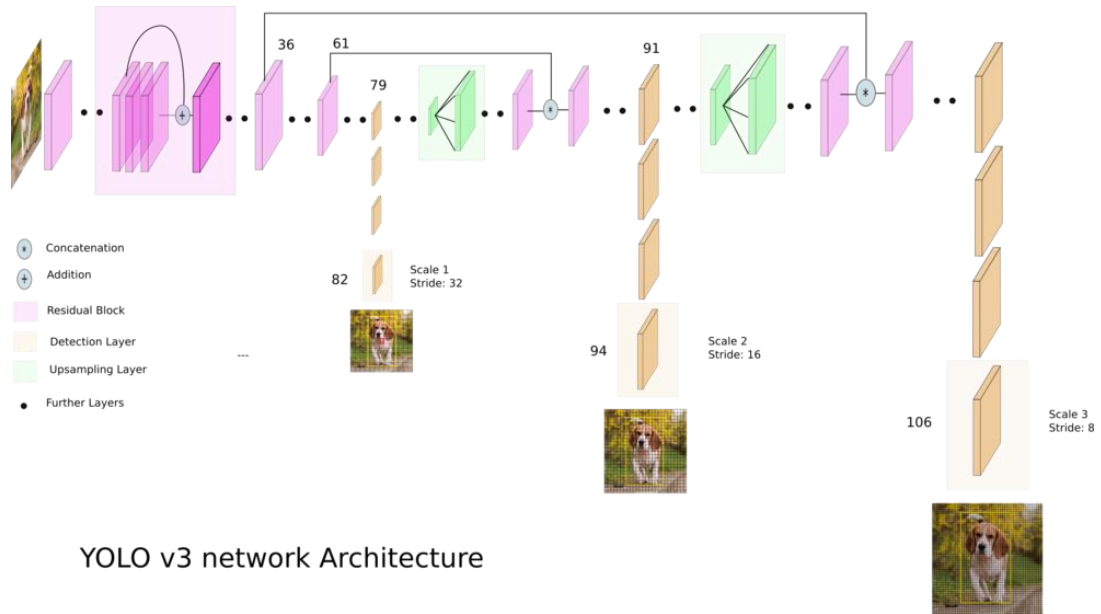 36
61
91
79
*
*
+
* Concatenation
+ Addition
Residual Block
Detection Layer
Upsampling Layer
Further Layers
---
82
Scale 1
Stride: 32
94
Scale 2
Stride: 16
106
Scale 3
Stride: 8
YOLO v3 network Architecture